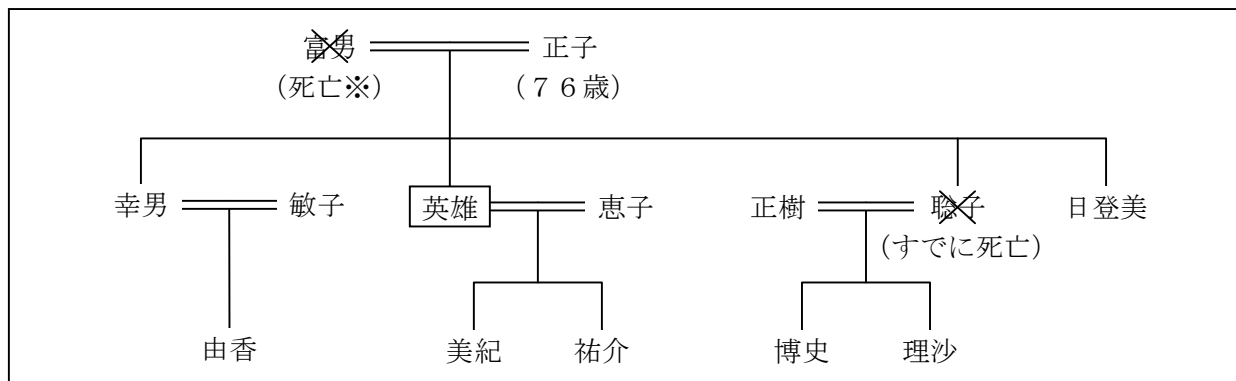 富男 正子
(死亡※) (76歳)
幸男 敏子 英雄 恵子 正樹 聡子 日登美
(すでに死亡)
由香 美紀 祐介 博史 理沙